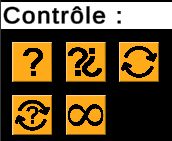 Contrôle :
? ?¿
? ∞